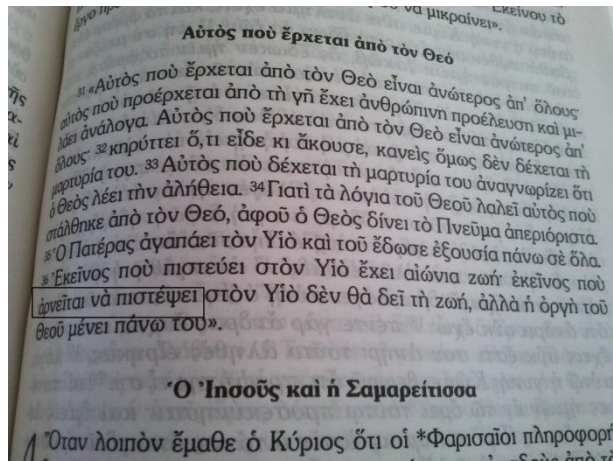 ἔργο
νὰ μικραίνει».
Ἐκείνου τὸ
Αὐτὸς ποὺ ἔρχεται ἀπὸ τὸν Θεό
31 «Αὐτὸς ποὺ ἔρχεται ἀπὸ τὸν Θεὸ εἶναι ἀνώτερος ἀπ' ὅλους·
αὐτὸς ποὺ προέρχεται ἀπὸ τὴ γῆ ἔχει ἀνθρώπινη προέλευση καὶ μι-
λάει ἀνάλογα. Αὐτὸς ποὺ ἔρχεται ἀπὸ τὸν Θεὸ εἶναι ἀνώτερος ἀπ'
ὅλους· 32 κηρύττει ὅ,τι εἶδε κι ἄκουσε, κανεὶς ὅμως δὲν δέχεται τὴ
μαρτυρία του. 33 Αὐτὸς ποὺ δέχεται τὴ μαρτυρία του ἀναγνωρίζει ὅτι
ὁ Θεὸς λέει τὴν ἀλήθεια. 34 Γιατὶ τὰ λόγια τοῦ Θεοῦ λαλεῖ αὐτὸς ποὺ
στάλθηκε ἀπὸ τὸν Θεό, ἀφοῦ ὁ Θεὸς δίνει τὸ Πνεῦμα ἀπεριόριστα.
35 Ὁ Πατέρας ἀγαπάει τὸν Υἱὸ καὶ τοῦ ἔδωσε ἐξουσία πάνω σὲ ὅλα.
36 Ἐκεῖνος ποὺ πιστεύει στὸν Υἱὸ ἔχει αἰώνια ζωή· ἐκεῖνος ποὺ
ἀρνεῖται νὰ πιστέψει στὸν Υἱὸ δὲν θὰ δεῖ τὴ ζωή, ἀλλὰ ἡ ὀργὴ τοῦ
Θεοῦ μένει πάνω του».
Ὁ Ἰησοῦς καὶ ἡ Σαμαρείτισσα
4 Ὅταν λοιπὸν ἔμαθε ὁ Κύριος ὅτι οἱ *Φαρισαῖοι πληροφορή